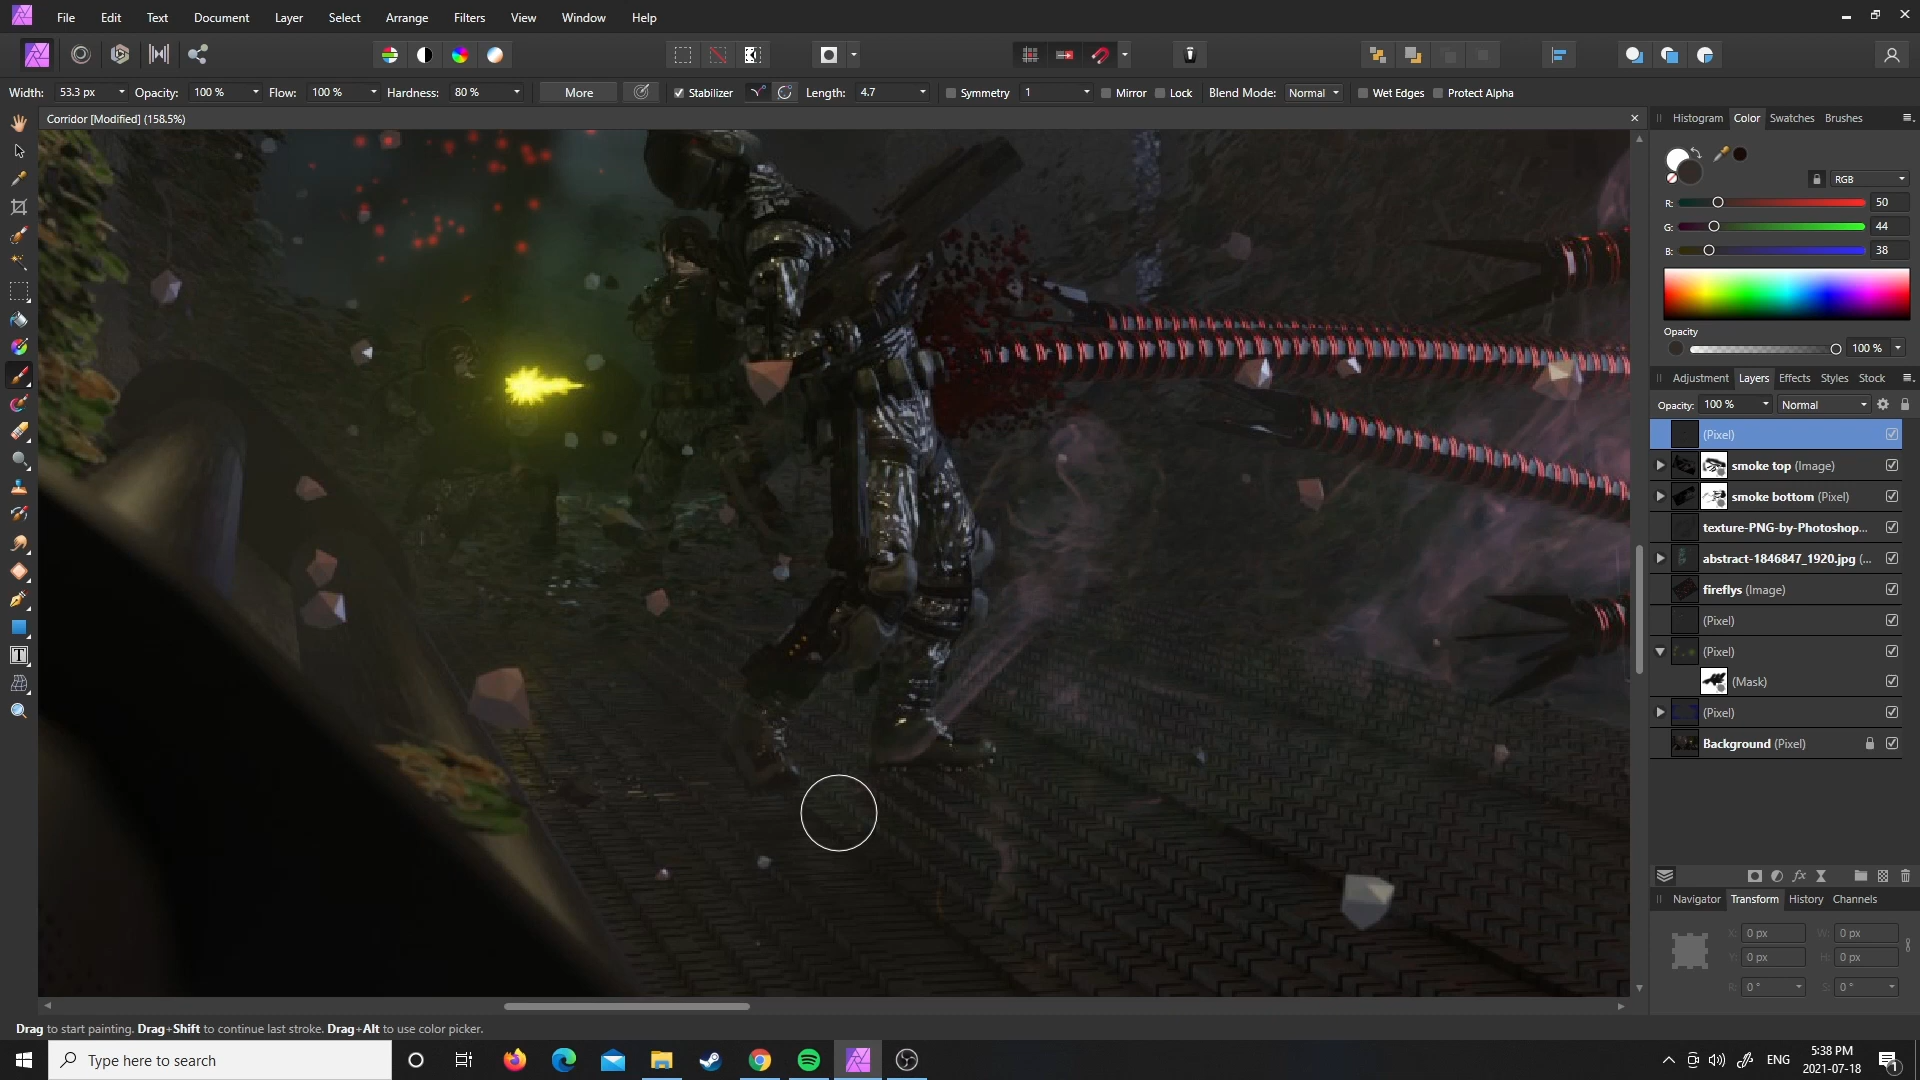 File Edit Text Document Layer Select Arrange Filters View Window Help
Width: 53.3 px Opacity: 100 % Flow: 100 % Hardness: 80 % More Stabilizer Length: 4.7 Symmetry 1 Mirror Lock Blend Mode: Normal Wet Edges Protect Alpha
Corridor [Modified] (158.5%)
Histogram Color Swatches Brushes
RGB
R: 50
G: 44
B: 38
Opacity
100 %
Adjustment Layers Effects Styles Stock
Opacity: 100 % Normal
(Pixel)
smoke top (Image)
smoke bottom (Pixel)
texture-PNG-by-Photoshop...
abstract-1846847_1920.jpg (...
fireflys (Image)
(Pixel)
(Pixel)
(Mask)
(Pixel)
Background (Pixel)
Navigator Transform History Channels
X: 0 px W: 0 px
Y: 0 px H: 0 px
R: 0 ° S: 0 °
Drag to start painting. Drag+Shift to continue last stroke. Drag+Alt to use color picker.
Type here to search
ENG
5:38 PM
2021-07-18
1